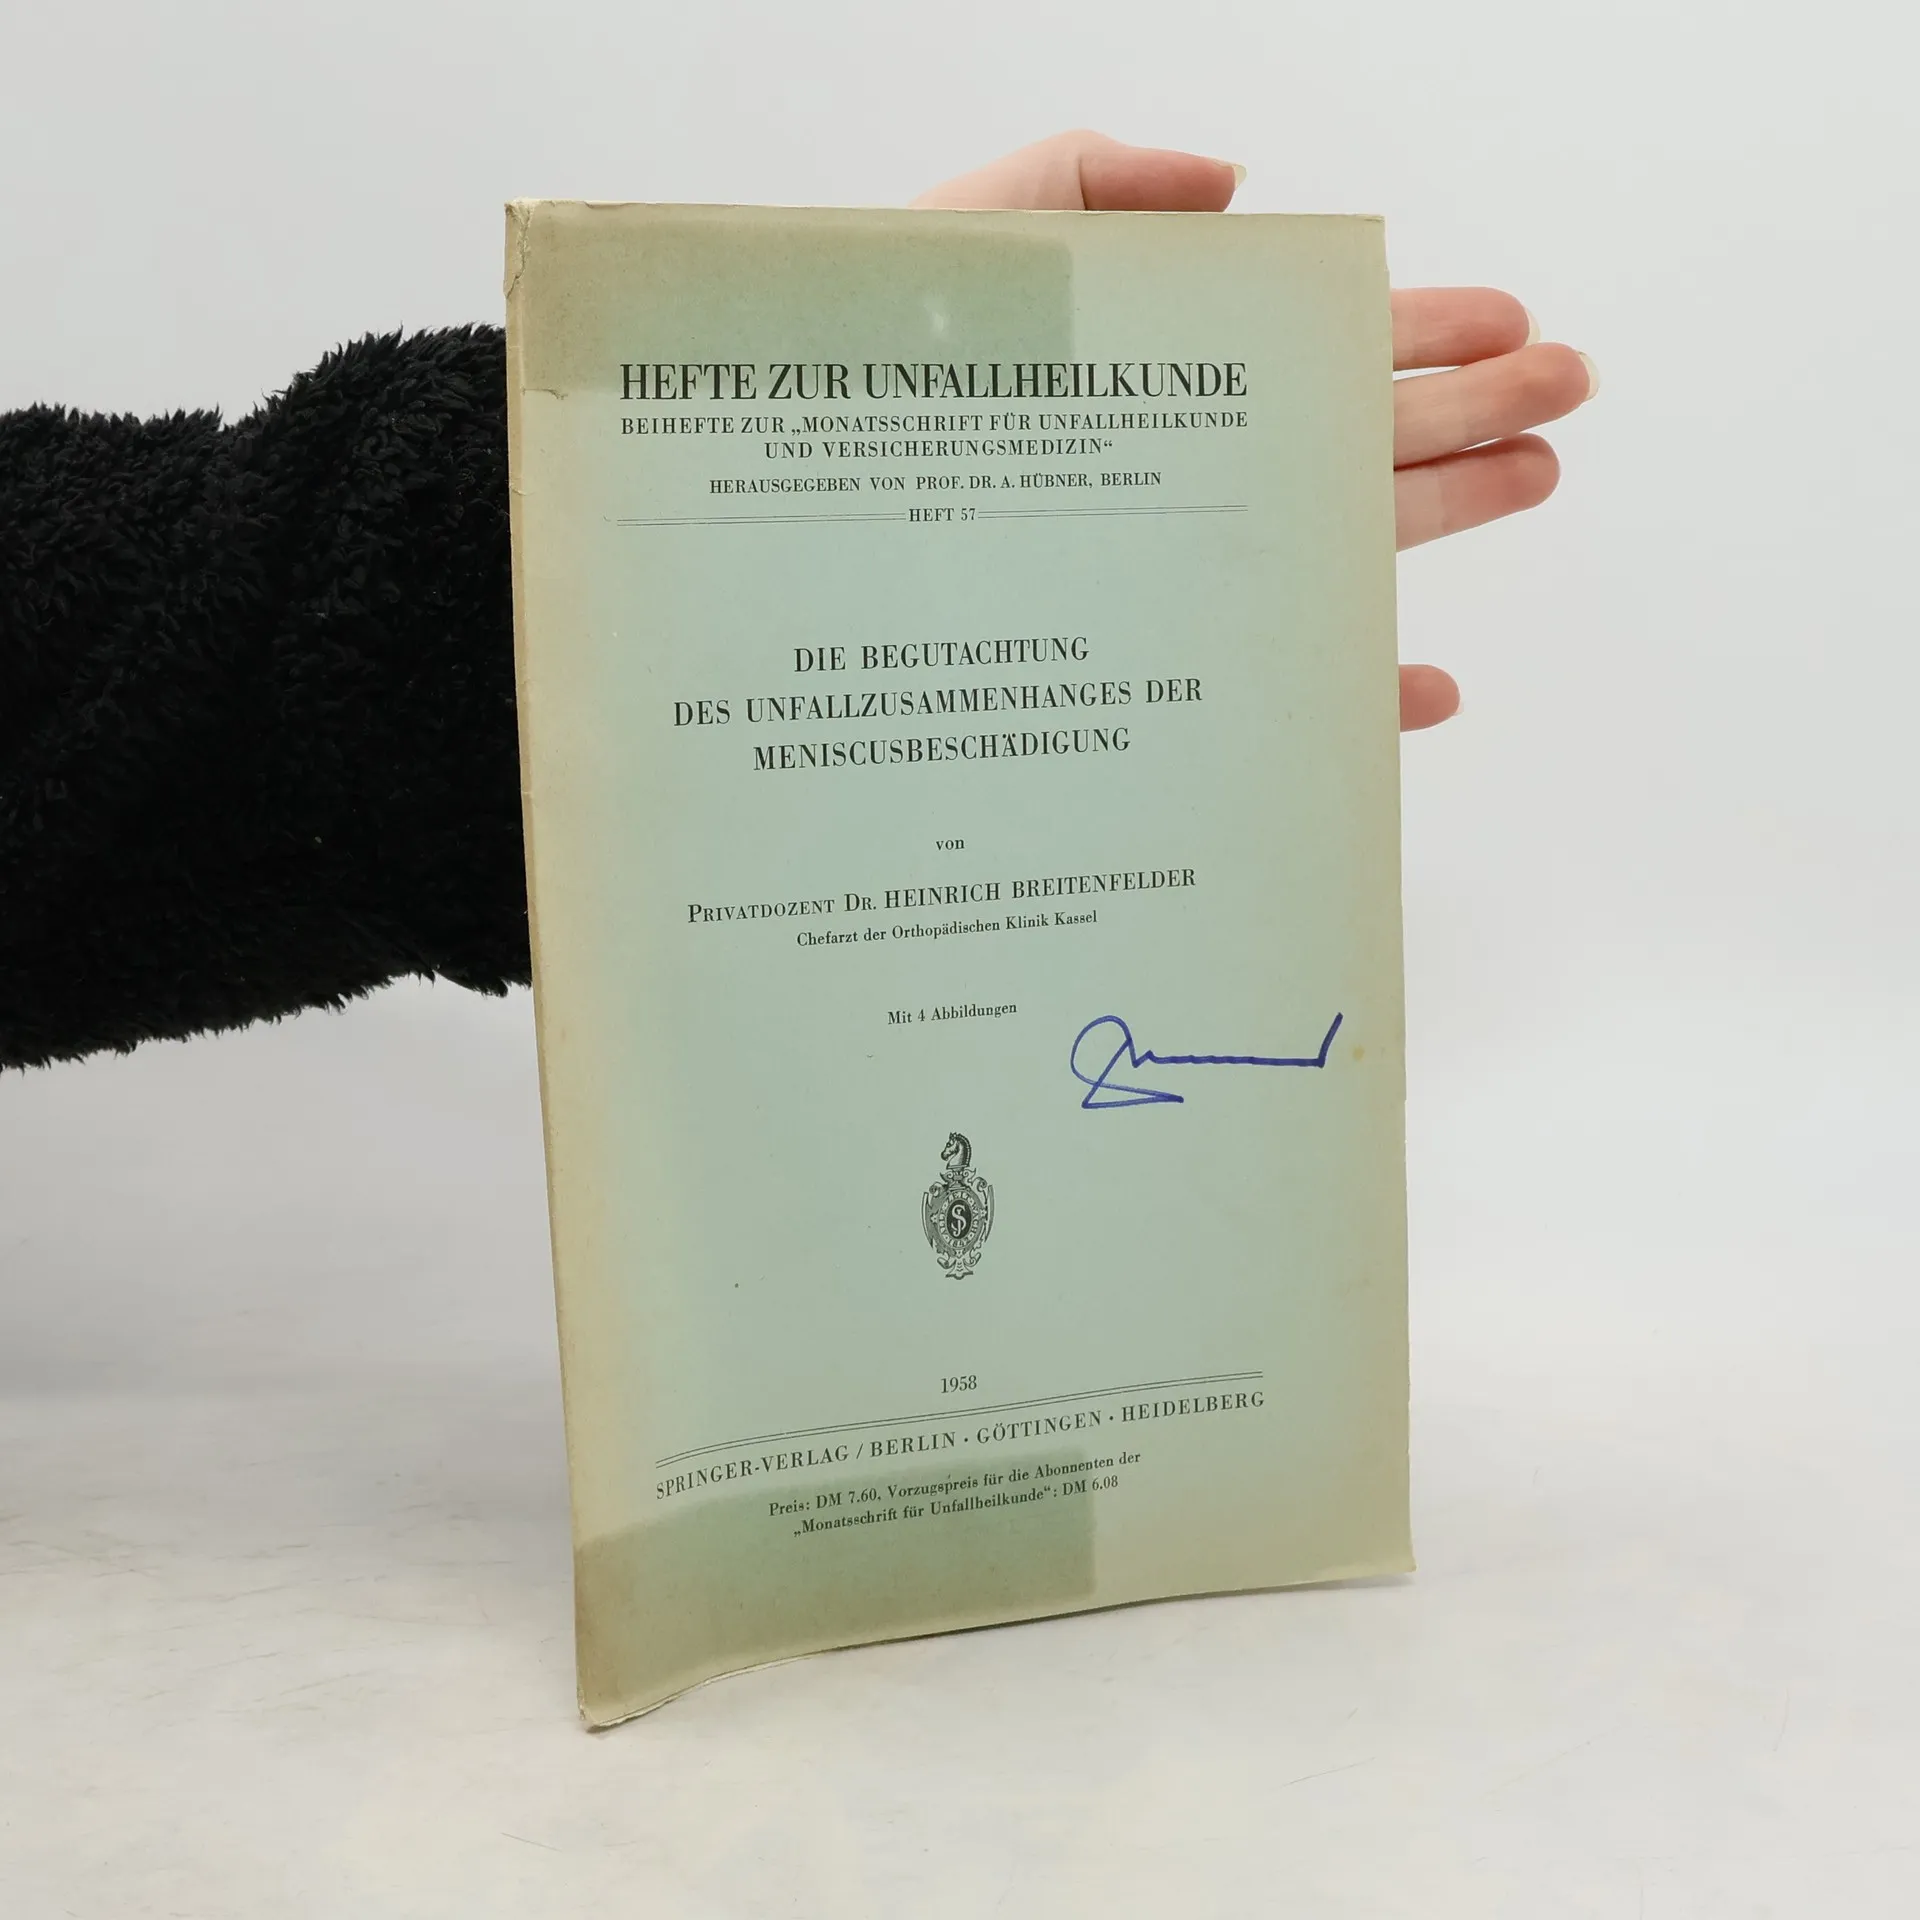 HEFTE ZUR UNFALLHEILKUNDE
BEIHEFTE ZUR „MONATSSCHRIFT FÜR UNFALLHEILKUNDE
UND VERSICHERUNGSMEDIZIN“
HERAUSGEGEBEN VON PROF. DR. A. HÜBNER, BERLIN
HEFT 57
DIE BEGUTACHTUNG
DES UNFALLZUSAMMENHANGES DER
MENISCUSBESCHÄDIGUNG
von
PRIVATDOZENT DR. HEINRICH BREITENFELDER
Chefarzt der Orthopädischen Klinik Kassel
Mit 4 Abbildungen
1958
SPRINGER-VERLAG / BERLIN · GÖTTINGEN · HEIDELBERG
Preis: DM 7.60, Vorzugspreis für die Abonnenten der
„Monatsschrift für Unfallheilkunde“: DM 6.08